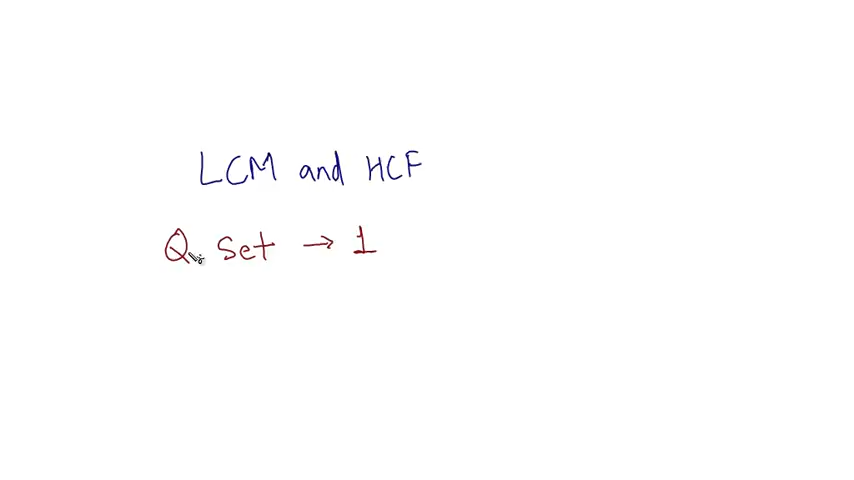 LCM and HCF
Q. Set → 1